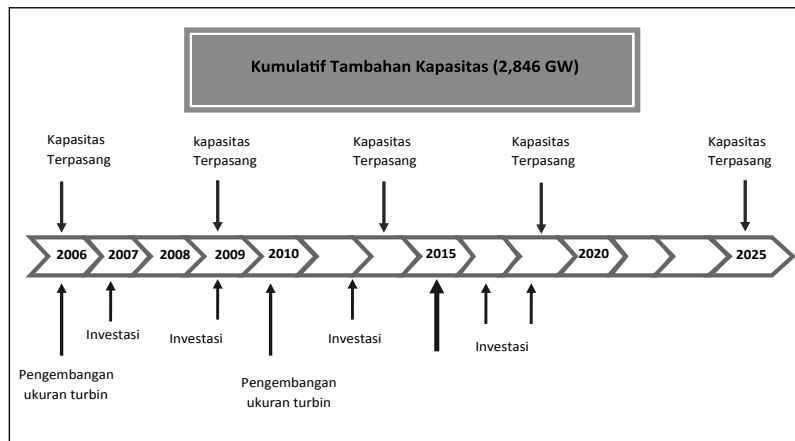 Kumulatif Tambahan Kapasitas (2,846 GW)
Kapasitas
Terpasang
kapasitas
Terpasang
Kapasitas
Terpasang
Kapasitas
Terpasang
Kapasitas
Terpasang
2006
2007
2008
2009
2010
2015
2020
2025
Investasi
Investasi
Investasi
Investasi
Pengembangan
ukuran turbin
Pengembangan
ukuran turbin